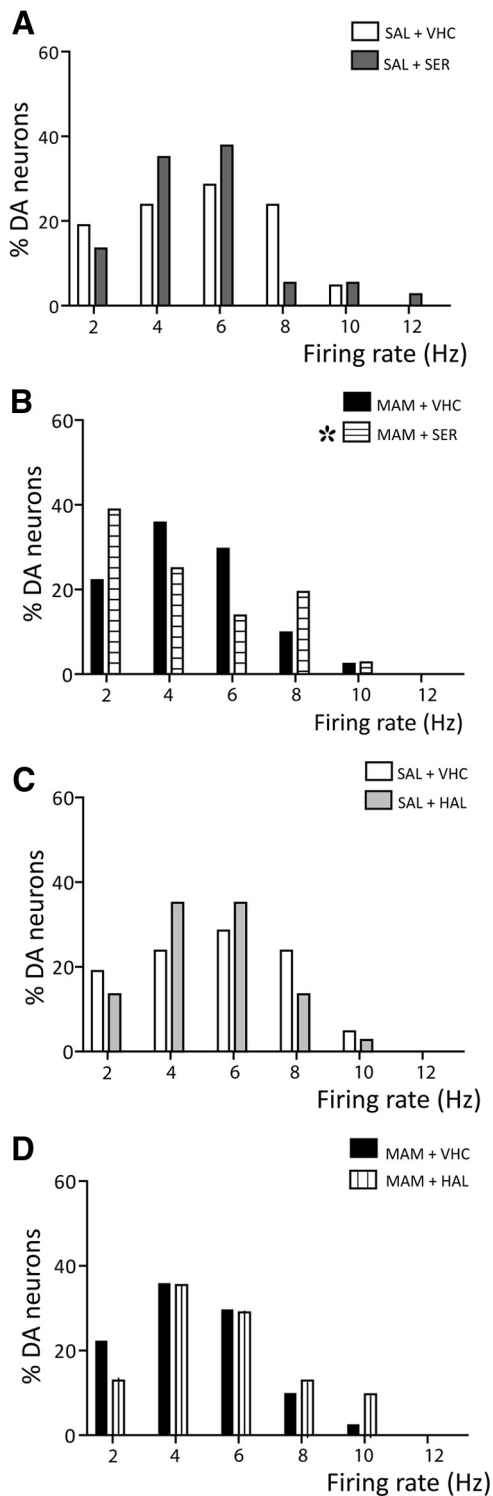 A
SAL + VHC
SAL + SER
60
40
20
0
% DA neurons
2 4 6 8 10 12
Firing rate (Hz)
B
MAM + VHC
* MAM + SER
60
40
20
0
% DA neurons
2 4 6 8 10 12
Firing rate (Hz)
C
SAL + VHC
SAL + HAL
60
40
20
0
% DA neurons
2 4 6 8 10 12
Firing rate (Hz)
D
MAM + VHC
MAM + HAL
60
40
20
0
% DA neurons
2 4 6 8 10 12
Firing rate (Hz)